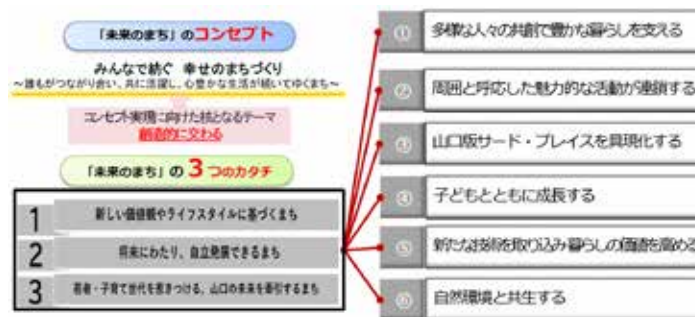 「未来のまち」のコンセプト
みんなで紡ぐ 幸せのまちづくり
～誰もがつながり合い、共に活躍し、心豊かな生活が続いてゆくまち～
コンセプト実現に向けた核となるテーマ
創造的に交わる
「未来のまち」の3つのカタチ
1 新しい価値観やライフスタイルに基づくまち
2 将来にわたり、自立発展できるまち
3 若者・子育て世代を惹きつける、山口の未来を牽引するまち
① 多様な人々の共創で豊かな暮らしを支える
② 周囲と呼応した魅力的な活動が連鎖する
③ 山口版サード・プレイスを具現化する
④ 子どもとともに成長する
⑤ 新たな技術を取り込み暮らしの価値を高める
⑥ 自然環境と共生する